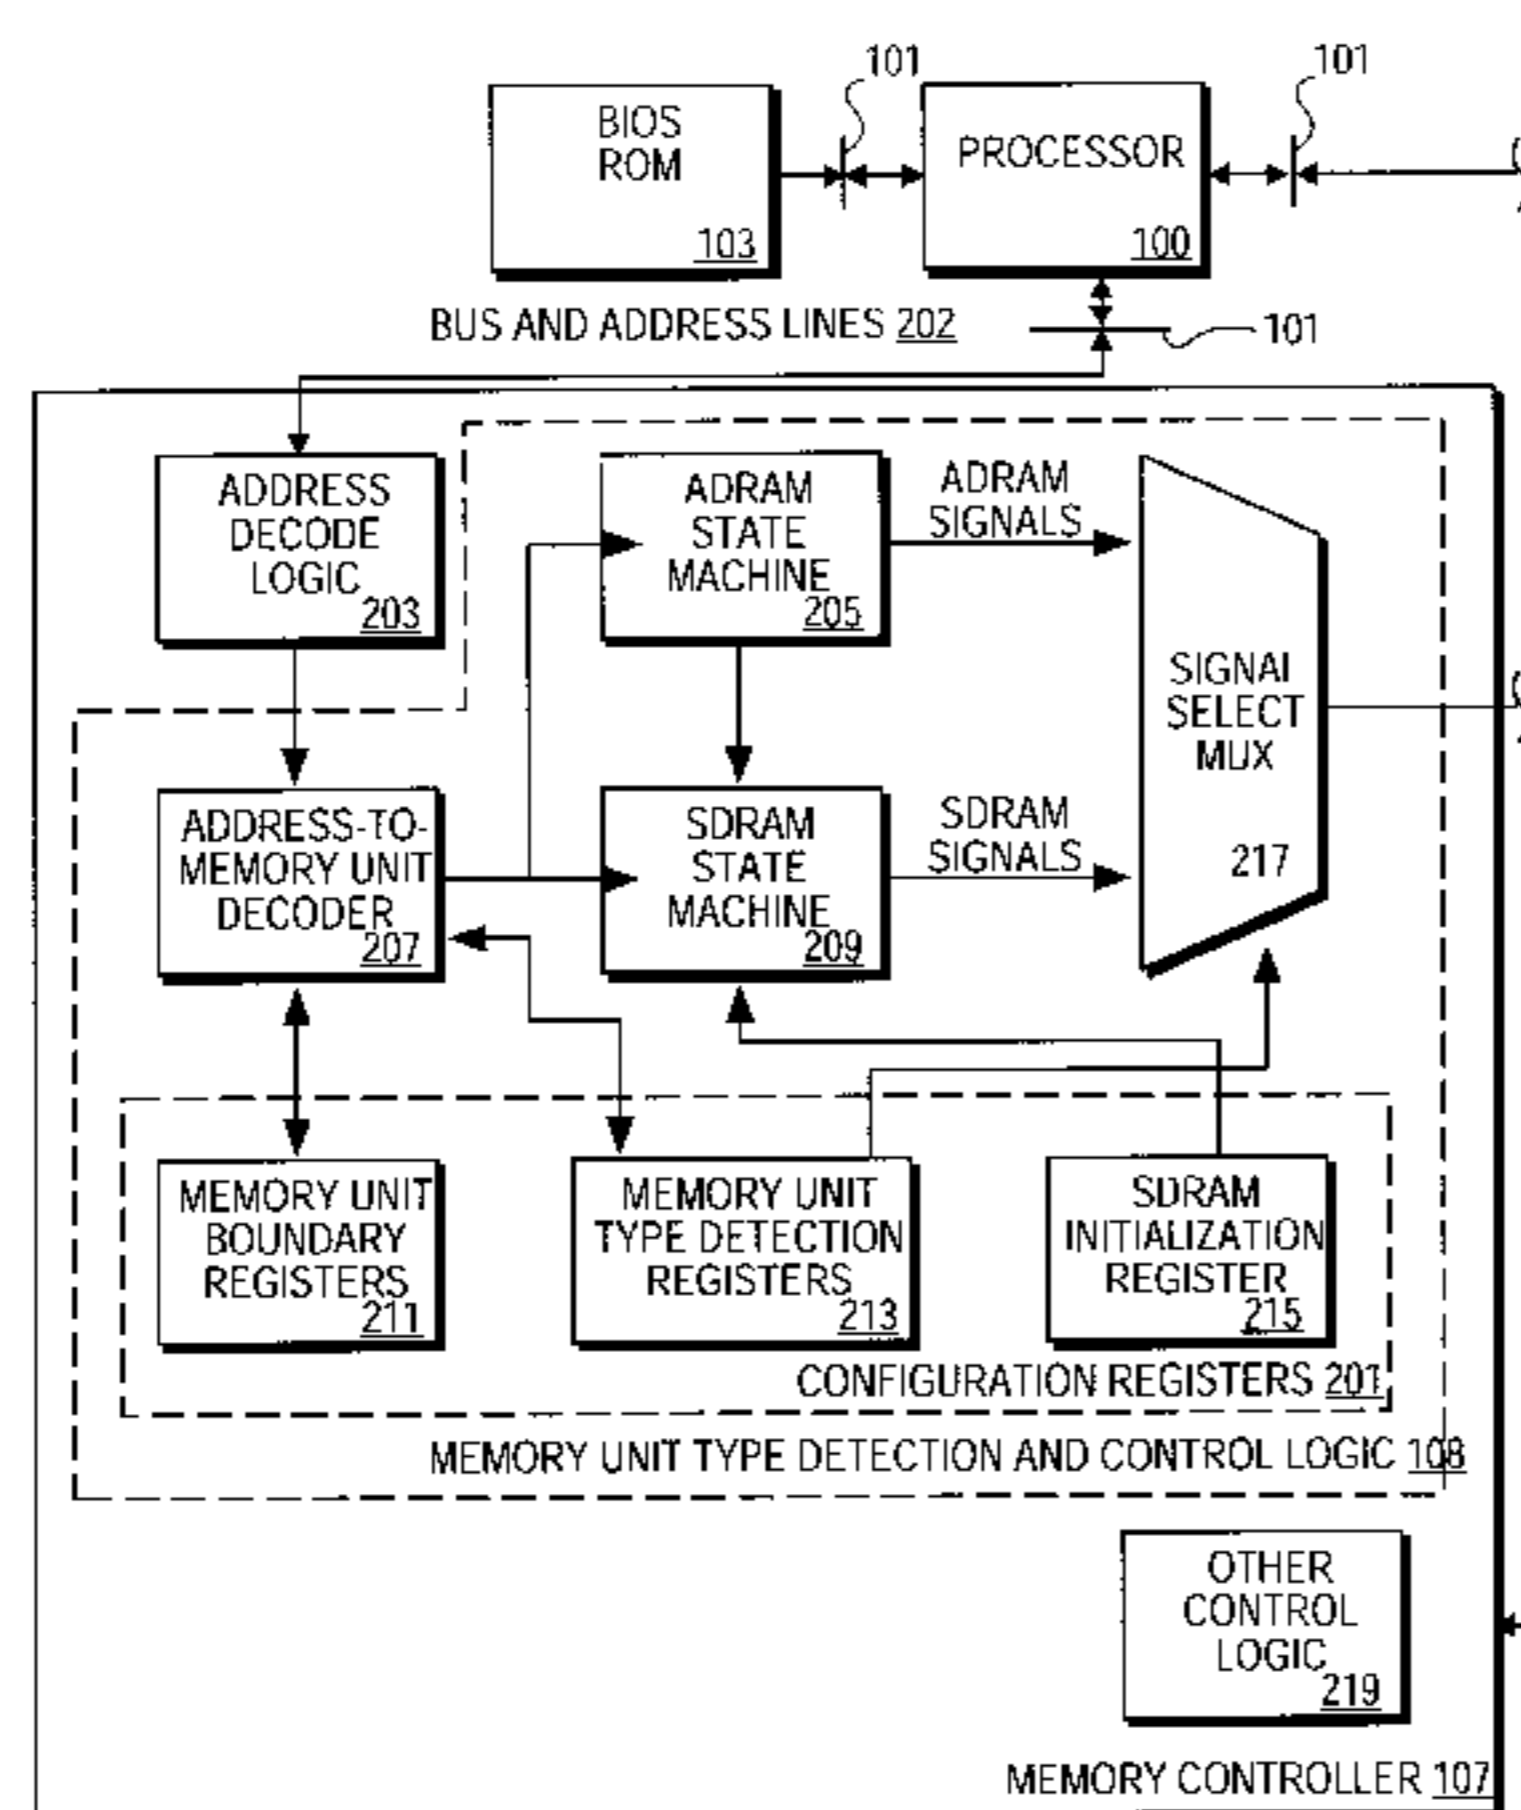 101
101
BIOS
ROM
103
PROCESSOR
100
BUS AND ADDRESS LINES 202
101
ADDRESS
DECODE
LOGIC
203
ADRAM
STATE
MACHINE
205
ADRAM
SIGNALS
SIGNAL
SELECT
MUX
217
ADDRESS-TO-
MEMORY UNIT
DECODER
207
SDRAM
STATE
MACHINE
209
SDRAM
SIGNALS
MEMORY UNIT
BOUNDARY
REGISTERS
211
MEMORY UNIT
TYPE DETECTION
REGISTERS
213
SDRAM
INITIALIZATION
REGISTER
215
CONFIGURATION REGISTERS 201
MEMORY UNIT TYPE DETECTION AND CONTROL LOGIC 108
OTHER
CONTROL
LOGIC
219
MEMORY CONTROLLER 107